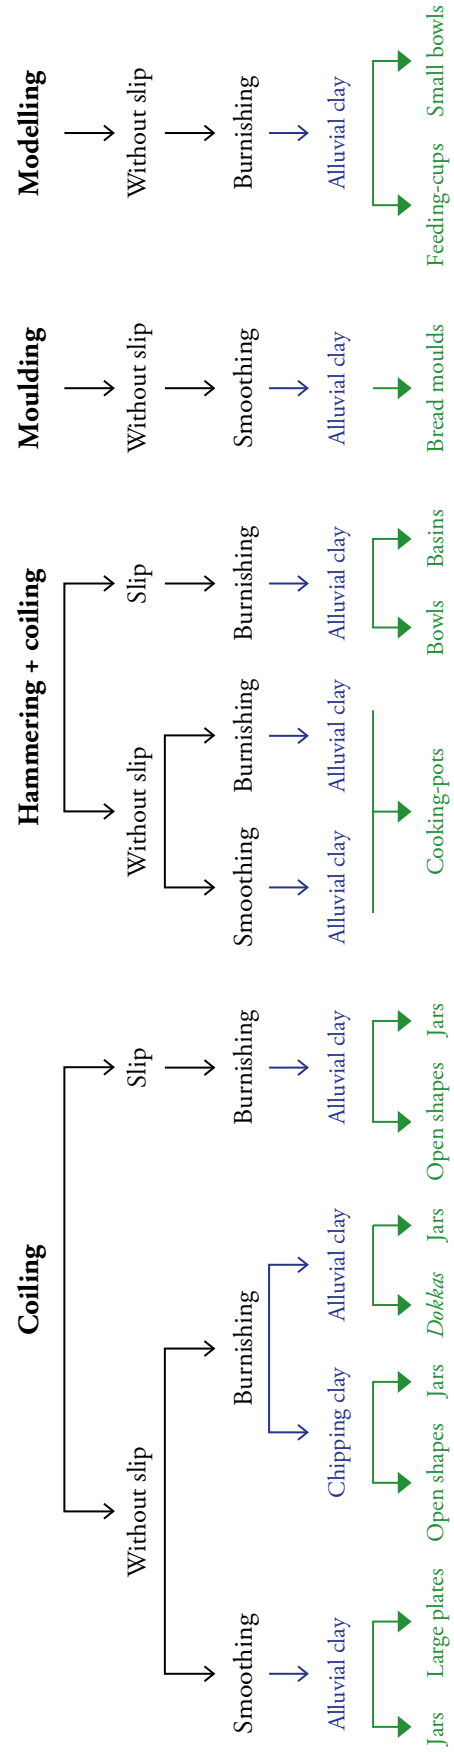 Coiling
Hammering + coiling
Moulding
Modelling
Without slip
Slip
Without slip
Slip
Without slip
Without slip
Smoothing
Burnishing
Burnishing
Smoothing
Burnishing
Burnishing
Smoothing
Burnishing
Alluvial clay
Chipping clay
Alluvial clay
Alluvial clay
Alluvial clay
Alluvial clay
Alluvial clay
Alluvial clay
Alluvial clay
Jars
Large plates
Open shapes
Jars
Dokkas
Jars
Open shapes
Jars
Cooking-pots
Bowls
Basins
Bread moulds
Feeding-cups
Small bowls